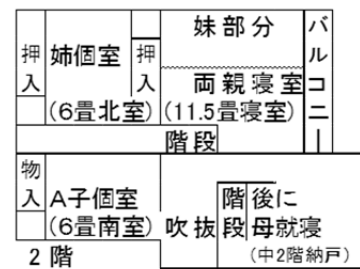 妹部分
押入
姉個室
(6畳北室)
押入
両親寝室
(11.5畳寝室)
バルコニー
階段
物入
A子個室
(6畳南室)
吹抜
階段
後に
母就寝
(中2階納戸)
2階